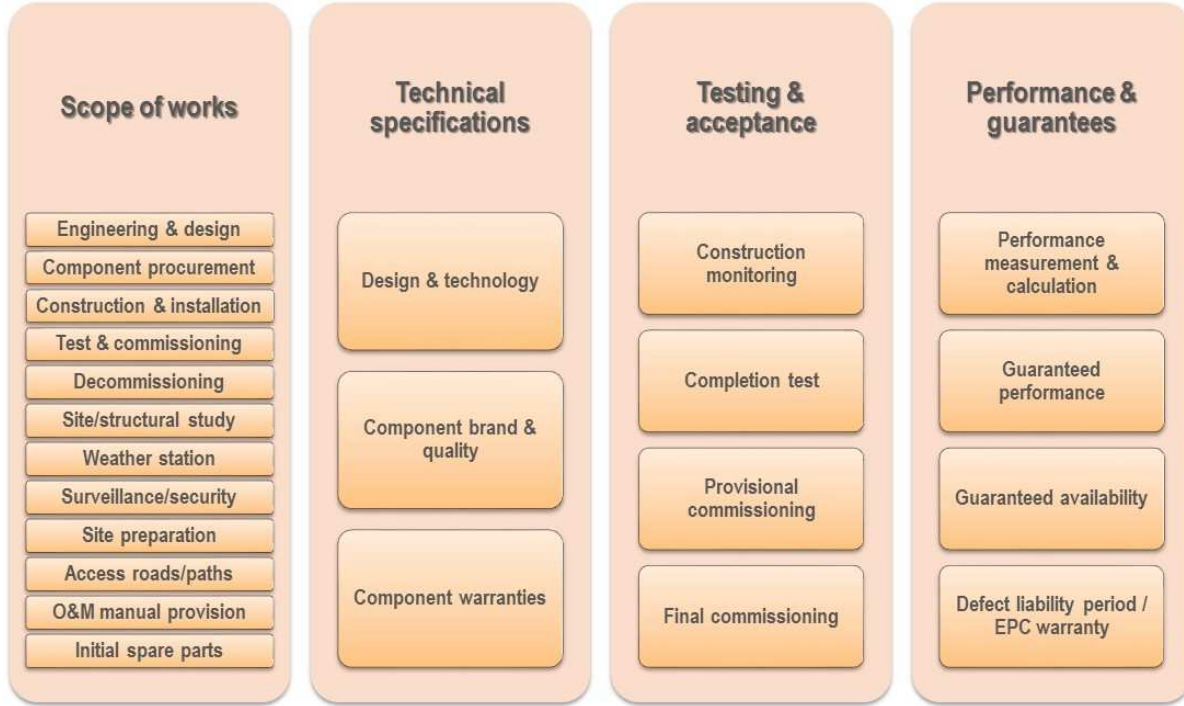 Scope of works
Engineering & design
Component procurement
Construction & installation
Test & commissioning
Decommissioning
Site/structural study
Weather station
Surveillance/security
Site preparation
Access roads/paths
O&M manual provision
Initial spare parts
Technical
specifications
Design & technology
Component brand &
quality
Component warranties
Testing &
acceptance
Construction
monitoring
Completion test
Provisional
commissioning
Final commissioning
Performance &
guarantees
Performance
measurement &
calculation
Guaranteed
performance
Guaranteed availability
Defect liability period /
EPC warranty